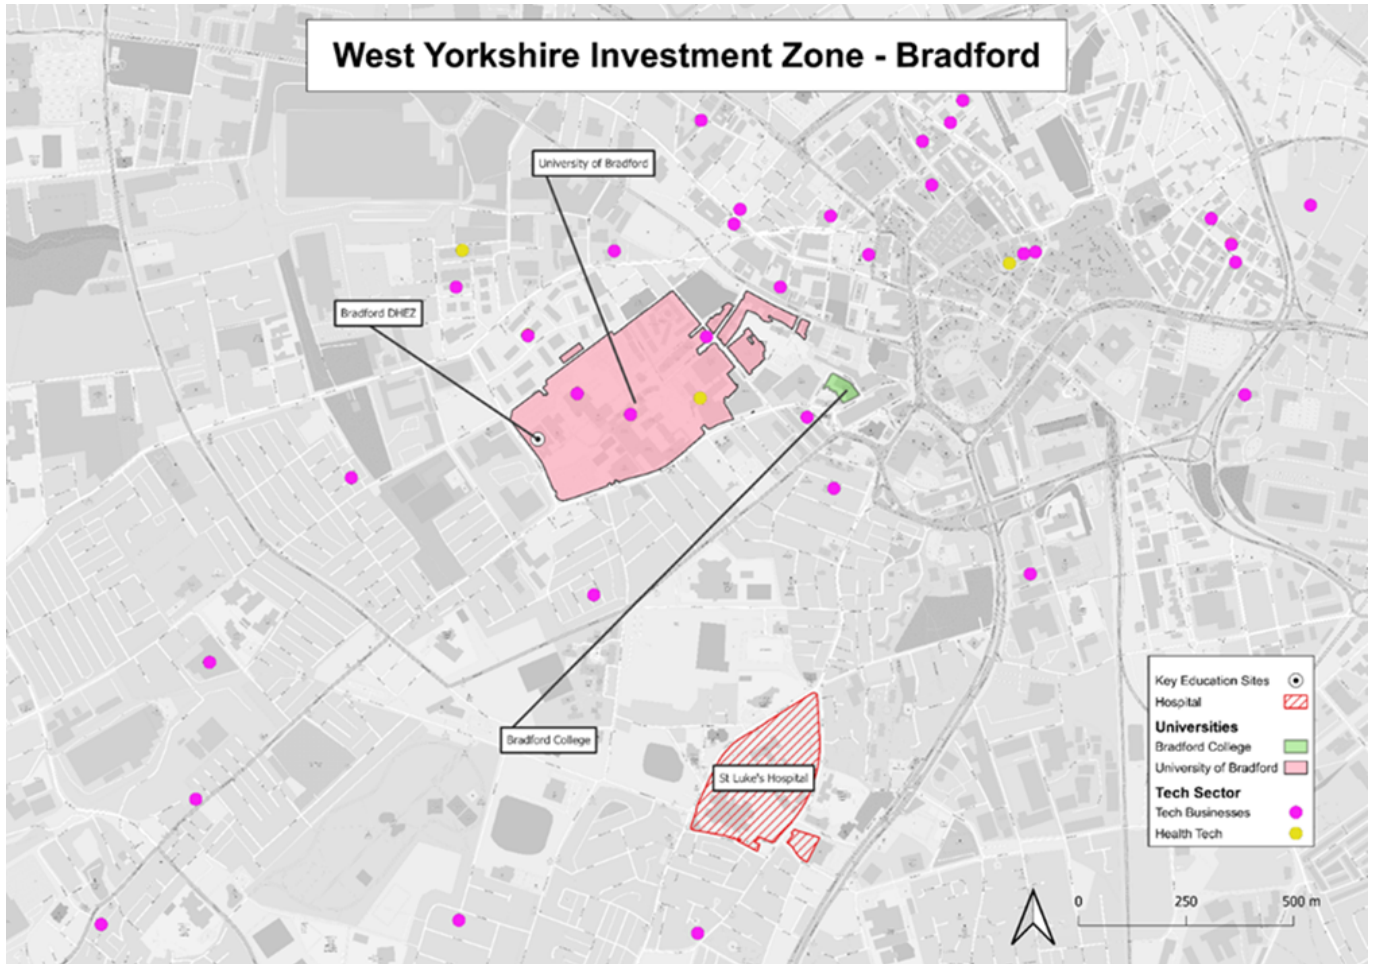 West Yorkshire Investment Zone - Bradford
University of Bradford
Bradford DHEZ
Bradford College
St Luke's Hospital
Key Education Sites
Hospital
Universities
Bradford College
University of Bradford
Tech Sector
Tech Businesses
Health Tech
0 250 500 m